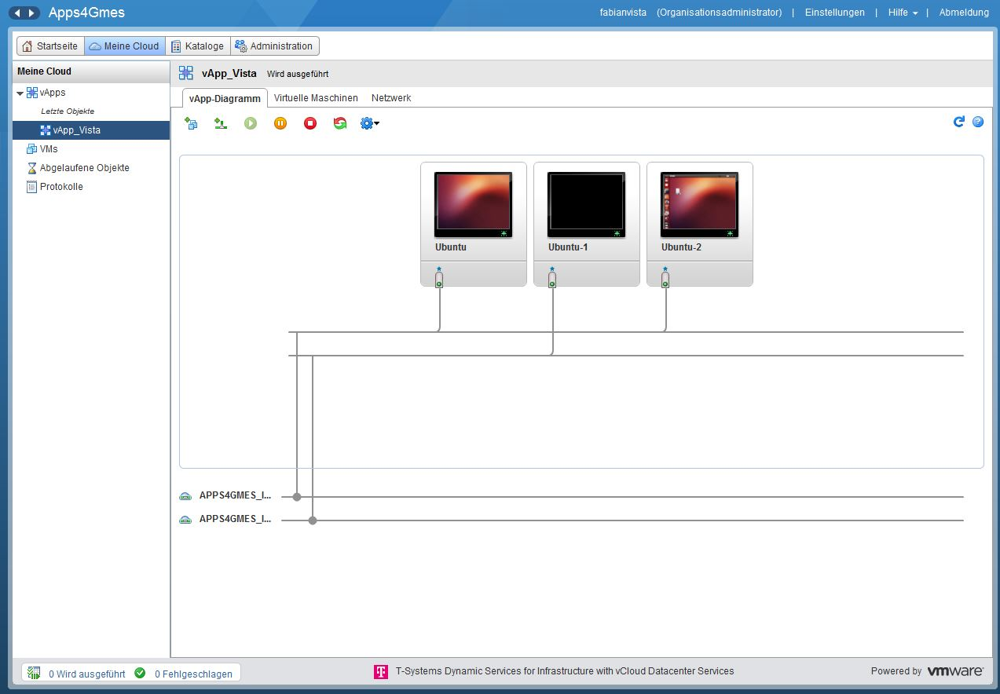 Apps4Gmes
fabianvista (Organisationsadministrator) | Einstellungen | Hilfe | Abmeldung
Startseite Meine Cloud Kataloge Administration
Meine Cloud
vApps
Letzte Objekte
vApp_Vista
VMs
Abgelaufene Objekte
Protokolle
vApp_Vista Wird ausgeführt
vApp-Diagramm Virtuelle Maschinen Netzwerk
Ubuntu Ubuntu-1 Ubuntu-2
APPS4GMES_I...
APPS4GMES_I...
0 Wird ausgeführt 0 Fehlgeschlagen
T T-Systems Dynamic Services for Infrastructure with vCloud Datacenter Services
Powered by vmware